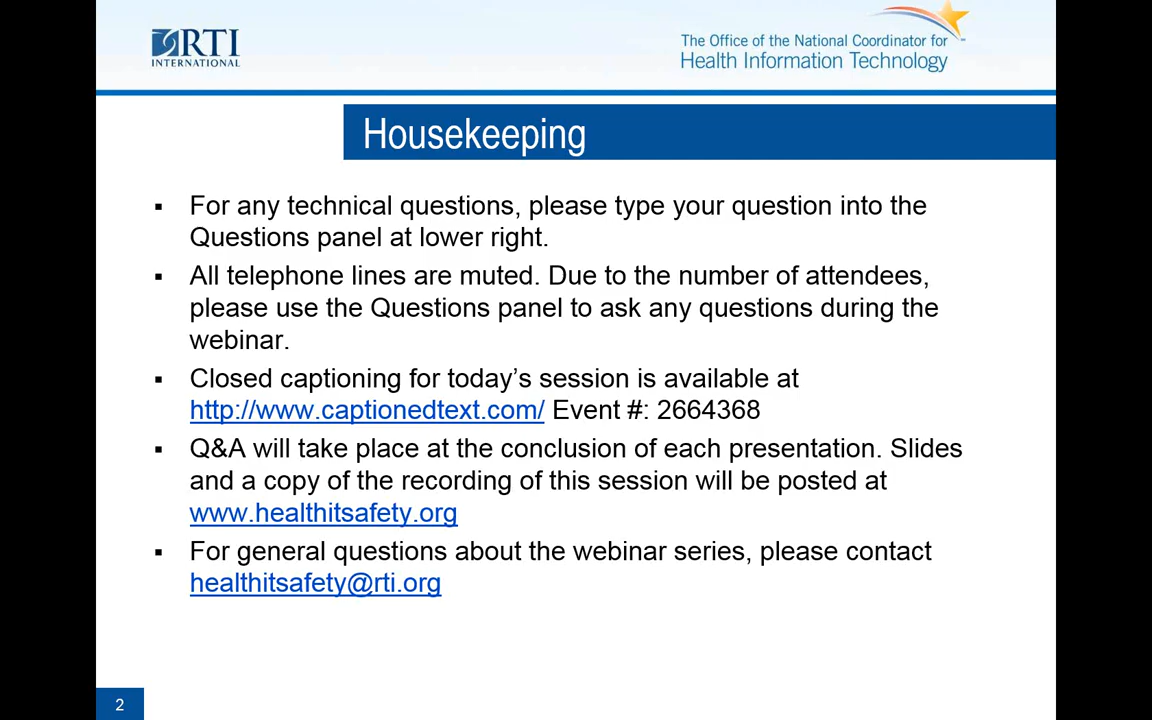 RTI
INTERNATIONAL
The Office of the National Coordinator for
Health Information Technology
Housekeeping
▪ For any technical questions, please type your question into the
Questions panel at lower right.
▪ All telephone lines are muted. Due to the number of attendees,
please use the Questions panel to ask any questions during the
webinar.
▪ Closed captioning for today’s session is available at
http://www.captionedtext.com/ Event #: 2664368
▪ Q&A will take place at the conclusion of each presentation. Slides
and a copy of the recording of this session will be posted at
www.healthitsafety.org
▪ For general questions about the webinar series, please contact
healthitsafety@rti.org
2